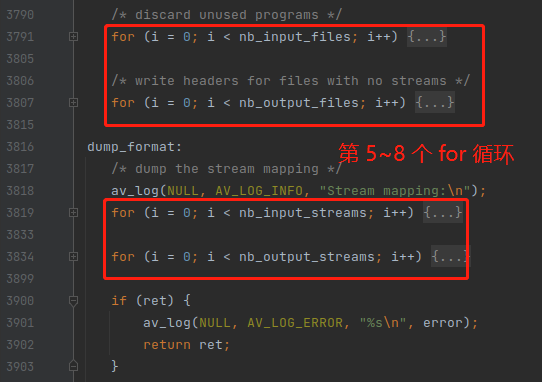 3790 /* discard unused programs */
3791 for (i = 0; i < nb_input_files; i++) {...}
3805
3806 /* write headers for files with no streams */
3807 for (i = 0; i < nb_output_files; i++) {...}
3815
3816 dump_format:
第 5~8 个 for 循环
3817 /* dump the stream mapping */
3818 av_log(NULL, AV_LOG_INFO, "Stream mapping:\n");
3819 for (i = 0; i < nb_input_streams; i++) {...}
3833
3834 for (i = 0; i < nb_output_streams; i++) {...}
3899
3900 if (ret) {
3901 av_log(NULL, AV_LOG_ERROR, "%s\n", error);
3902 return ret;
3903 }